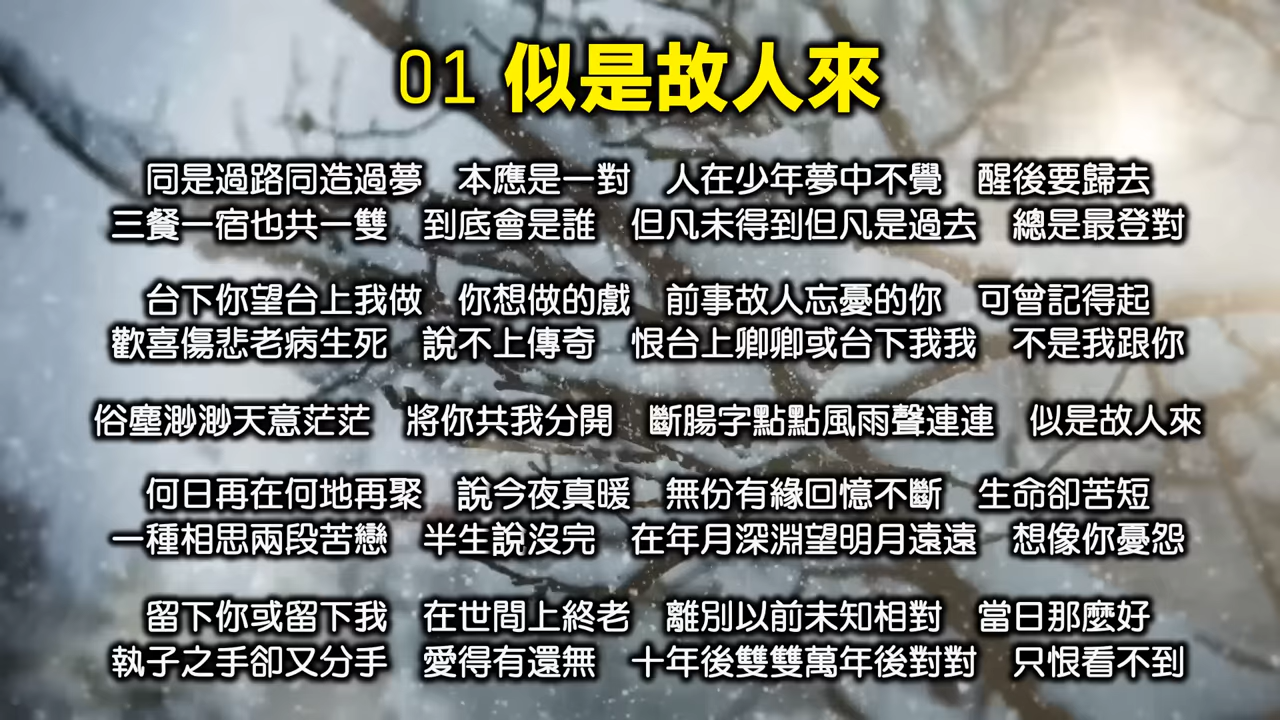 01 似是故人來
同是過路同造過夢　本應是一對　人在少年夢中不覺　醒後要歸去
三餐一宿也共一雙　到底會是誰　但凡未得到但凡是過去　總是最登對
台下你望台上我做　你想做的戲　前事故人忘憂的你　可曾記得起
歡喜傷悲老病生死　說不上傳奇　恨台上卿卿或台下我我　不是我跟你
俗塵渺渺天意茫茫　將你共我分開　斷腸字點點風雨聲連連　似是故人來
何日再在何地再聚　說今夜真暖　無份有緣回憶不斷　生命卻苦短
一種相思兩段苦戀　半生說沒完　在年月深淵望明月遠遠　想像你憂怨
留下你或留下我　在世間上終老　離別以前未知相對　當日那麼好
執子之手卻又分手　愛得有還無　十年後雙雙萬年後對對　只恨看不到